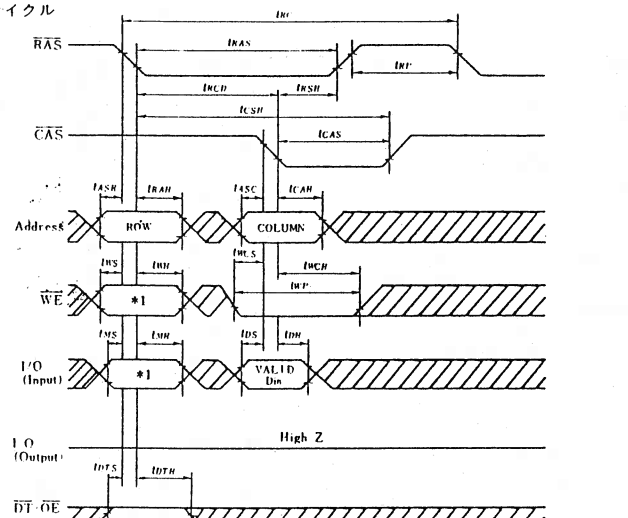 イクル
tRC
RAS
tRAS
tRP
tRCD
tRSH
tCSH
CAS
tCAS
tASR
tRAH
tASC
tCAH
Address
ROW
COLUMN
tWS
tWH
tWCS
tWCH
tWP
WE
*1
tMS
tMH
tDS
tDH
I/O
(Input)
*1
VALID
Din
I/O
(Output)
High Z
tDTS
tDTH
DT·OE